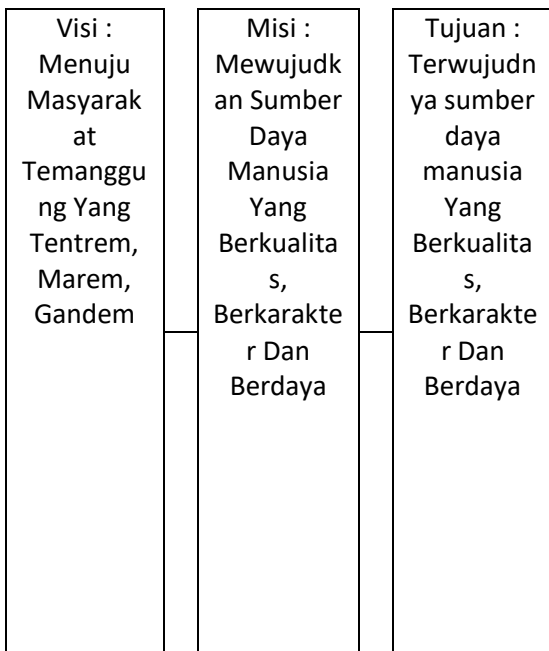 Visi :
Menuju
Masyarak
at
Temanggu
ng Yang
Tentrem,
Marem,
Gandem
Misi :
Mewujudk
an Sumber
Daya
Manusia
Yang
Berkualita
s,
Berkarakte
r Dan
Berdaya
Tujuan :
Terwujudn
ya sumber
daya
manusia
Yang
Berkualita
s,
Berkarakte
r Dan
Berdaya